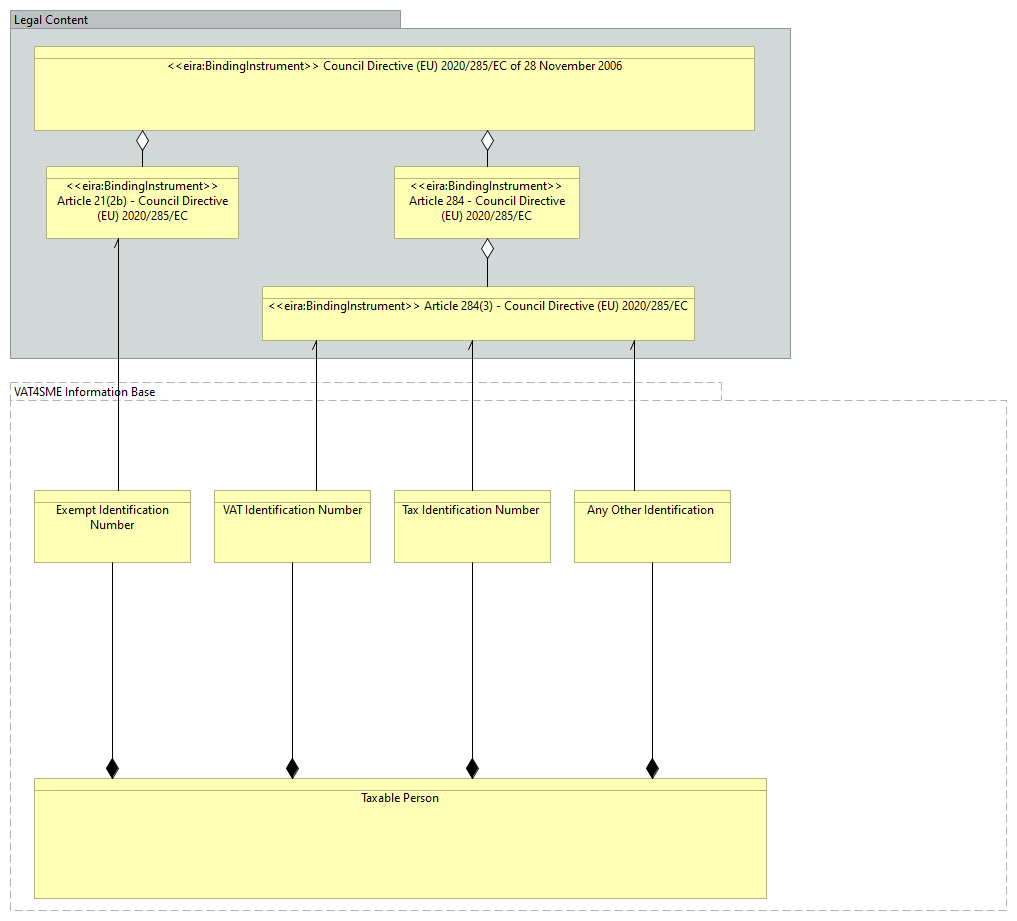 Legal Content
<<eira:BindingInstrument>> Council Directive (EU) 2020/285/EC of 28 November 2006
<<eira:BindingInstrument>>
Article 21(2b) - Council Directive
(EU) 2020/285/EC
<<eira:BindingInstrument>>
Article 284 - Council Directive
(EU) 2020/285/EC
<<eira:BindingInstrument>> Article 284(3) - Council Directive (EU) 2020/285/EC
VAT4SME Information Base
Exempt Identification
Number
VAT Identification Number
Tax Identification Number
Any Other Identification
Taxable Person